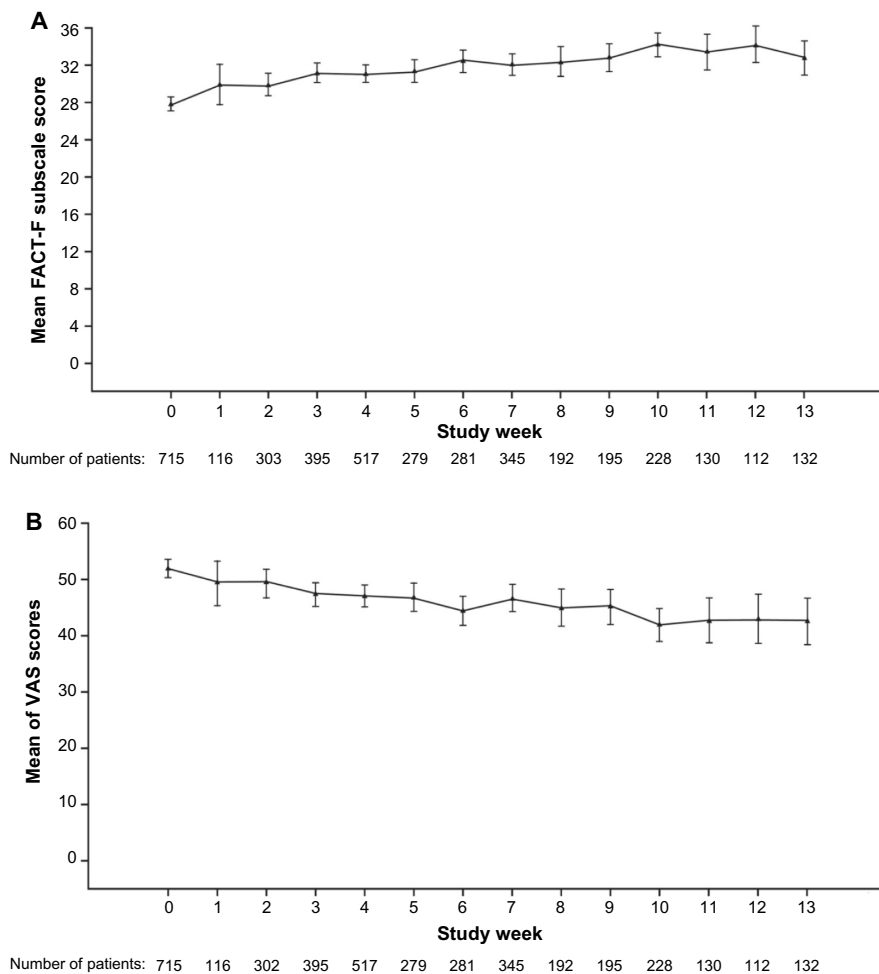 A
Mean FACT-F subscale score
36
32
28
24
20
16
12
8
4
0
0 1 2 3 4 5 6 7 8 9 10 11 12 13
Study week
Number of patients: 715 116 303 395 517 279 281 345 192 195 228 130 112 132
B
Mean of VAS scores
60
50
40
30
20
10
0
0 1 2 3 4 5 6 7 8 9 10 11 12 13
Study week
Number of patients: 715 116 302 395 517 279 281 345 192 195 228 130 112 132